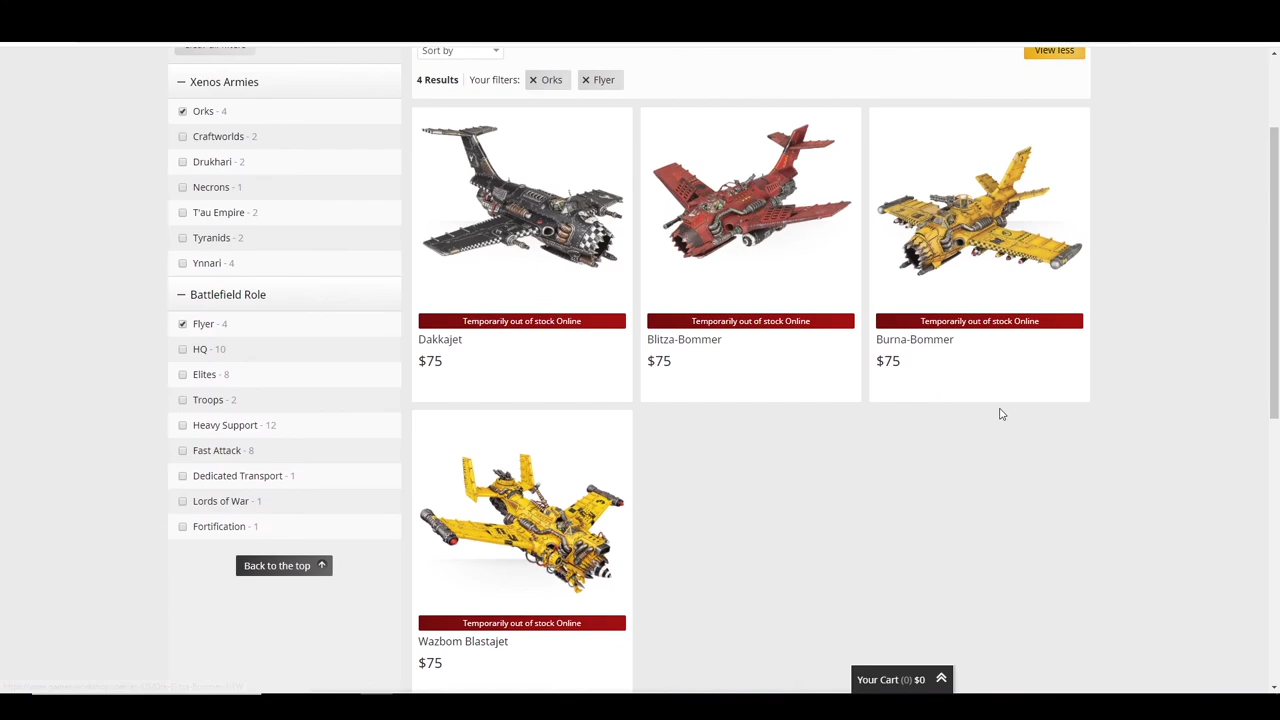 Sort by
View less
Xenos Armies
4 Results
Your filters:
Orks
Flyer
Orks - 4
Craftworlds - 2
Drukhari - 2
Necrons - 1
T'au Empire - 2
Tyranids - 2
Ynnari - 4
Battlefield Role
Flyer - 4
HQ - 10
Elites - 8
Troops - 2
Heavy Support - 12
Fast Attack - 8
Dedicated Transport - 1
Lords of War - 1
Fortification - 1
Back to the top
Temporarily out of stock Online
Dakkajet
$75
Temporarily out of stock Online
Blitza-Bommer
$75
Temporarily out of stock Online
Burna-Bommer
$75
Temporarily out of stock Online
Wazbom Blastajet
$75
Your Cart (0) $0